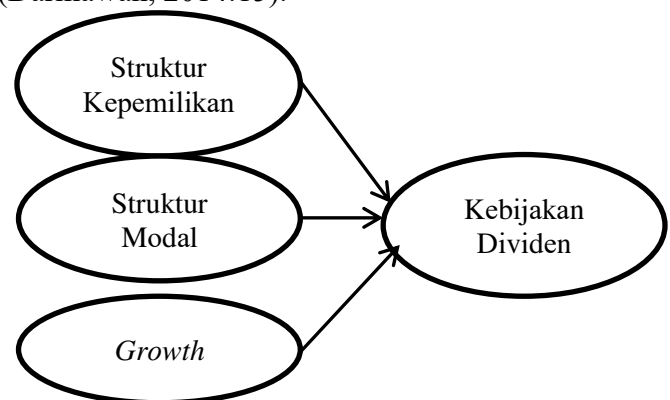 Struktur
Kepemilikan
Struktur
Modal
Growth
Kebijakan
Dividen